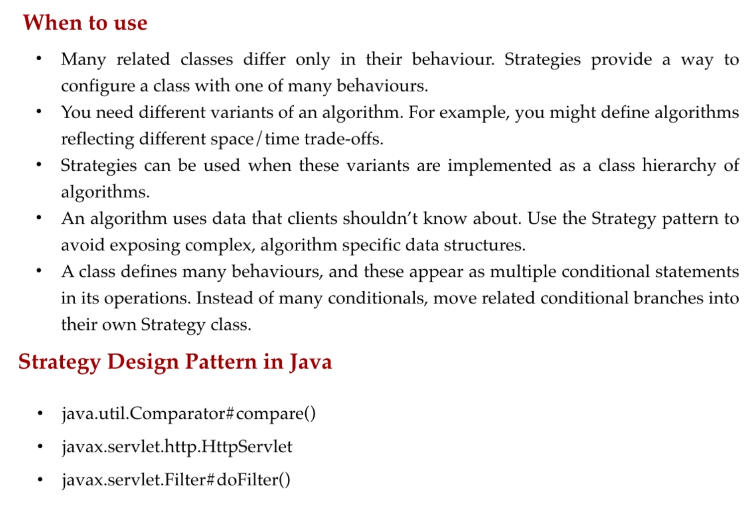 When to use
• Many related classes differ only in their behaviour. Strategies provide a way to
configure a class with one of many behaviours.
• You need different variants of an algorithm. For example, you might define algorithms
reflecting different space/time trade-offs.
• Strategies can be used when these variants are implemented as a class hierarchy of
algorithms.
• An algorithm uses data that clients shouldn't know about. Use the Strategy pattern to
avoid exposing complex, algorithm specific data structures.
• A class defines many behaviours, and these appear as multiple conditional statements
in its operations. Instead of many conditionals, move related conditional branches into
their own Strategy class.
Strategy Design Pattern in Java
• java.util.Comparator#compare()
• javax.servlet.http.HttpServlet
• javax.servlet.Filter#doFilter()